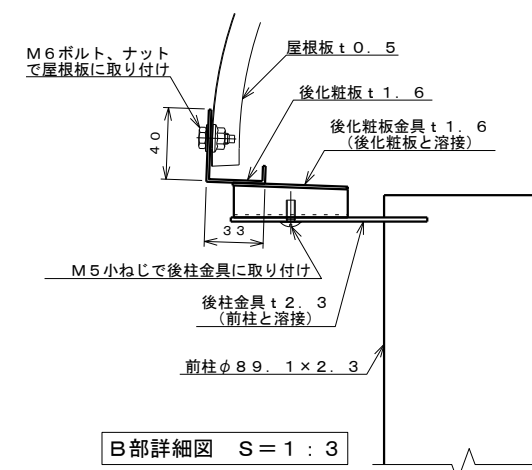 M6ボルト、ナット
で屋根板に取り付け
屋根板t0.5
後化粧板t1.6
後化粧板金具t1.6
(後化粧板と溶接)
40
33
M5小ねじで後柱金具に取り付け
後柱金具t2.3
(前柱と溶接)
前柱φ89.1×2.3
B部詳細図 S=1:3